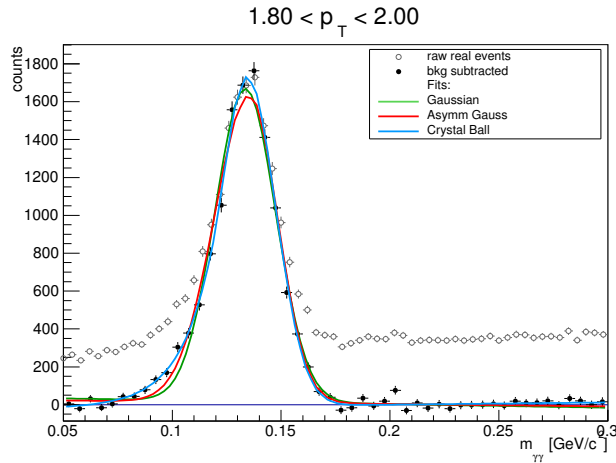 1.80 < p_T < 2.00
counts
1800
1600
1400
1200
1000
800
600
400
200
0
raw real events
bkg subtracted
Fits:
Gaussian
Asymm Gauss
Crystal Ball
0.05 0.1 0.15 0.2 0.25 0.3
m_γγ [GeV/c²]